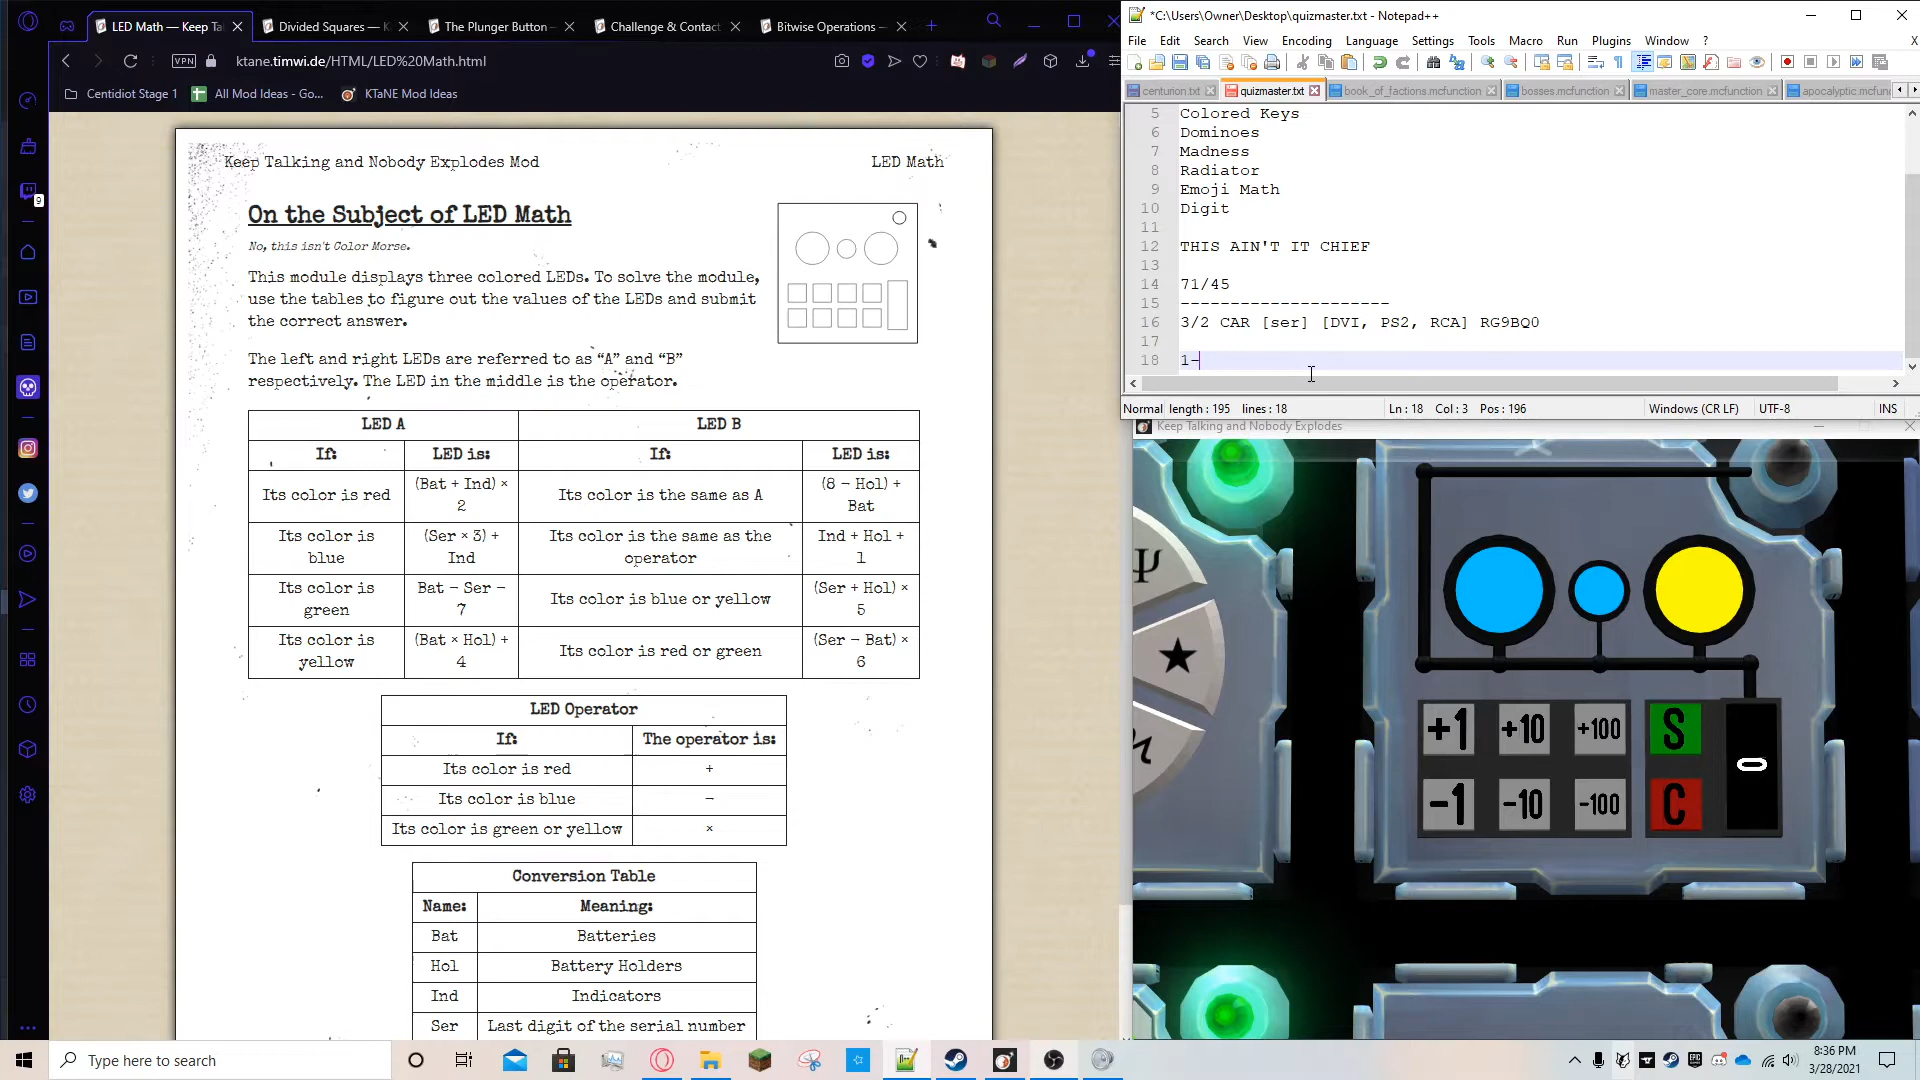 LED Math — Keep Ta
Divided Squares — K
The Plunger Button —
Challenge & Contact
Bitwise Operations —
VPN
ktane.timwi.de/HTML/LED%20Math.html
Centidiot Stage 1
All Mod Ideas - Go...
KTaNE Mod Ideas
9
Keep Talking and Nobody Explodes Mod
LED Math
On the Subject of LED Math
No, this isn't Color Morse.
This module displays three colored LEDs. To solve the module,
use the tables to figure out the values of the LEDs and submit
the correct answer.
The left and right LEDs are referred to as “A” and “B”
respectively. The LED in the middle is the operator.
LED A
LED B
If:
LED is:
If:
LED is:
Its color is red
(Bat + Ind) ×
2
Its color is the same as A
(8 − Hol) +
Bat
Its color is
blue
(Ser × 3) +
Ind
Its color is the same as the
operator
Ind + Hol +
1
Its color is
green
Bat − Ser −
7
Its color is blue or yellow
(Ser + Hol) ×
5
Its color is
yellow
(Bat × Hol) +
4
Its color is red or green
(Ser − Bat) ×
6
LED Operator
If:
The operator is:
Its color is red
+
Its color is blue
−
Its color is green or yellow
×
Conversion Table
Name:
Meaning:
Bat
Batteries
Hol
Battery Holders
Ind
Indicators
Ser
Last digit of the serial number
*C:\Users\Owner\Desktop\quizmaster.txt - Notepad++
File Edit Search View Encoding Language Settings Tools Macro Run Plugins Window ?
X
centurion.txt
quizmaster.txt
book_of_factions.mcfunction
bosses.mcfunction
master_core.mcfunction
apocalyptic.mcfun
5 Colored Keys
6 Dominoes
7 Madness
8 Radiator
9 Emoji Math
10 Digit
11
12 THIS AIN'T IT CHIEF
13
14 71/45
15 ---------------------
16 3/2 CAR [ser] [DVI, PS2, RCA] RG9BQ0
17
18 1-
Normal length : 195 lines : 18
Ln : 18 Col : 3 Pos : 196
Windows (CR LF)
UTF-8
INS
Keep Talking and Nobody Explodes
Ψ
★
+1 +10 +100 S
0
-1 -10 -100 C
Type here to search
8:36 PM
3/28/2021